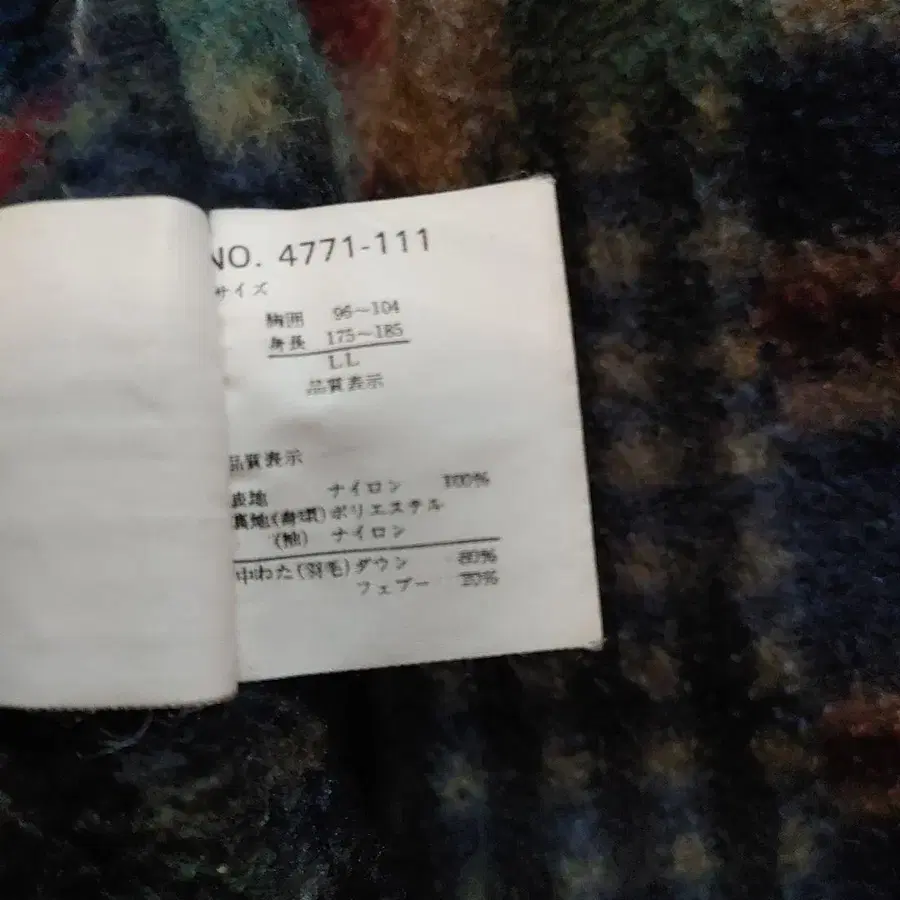 NO. 4771-111
サイズ
胸囲 96〜104
身長 175〜185
LL
品質表示
品質表示
表地 ナイロン 100%
裏地(身頃)ポリエステル
(袖) ナイロン
中わた(羽毛)ダウン 80%
フェザー 20%